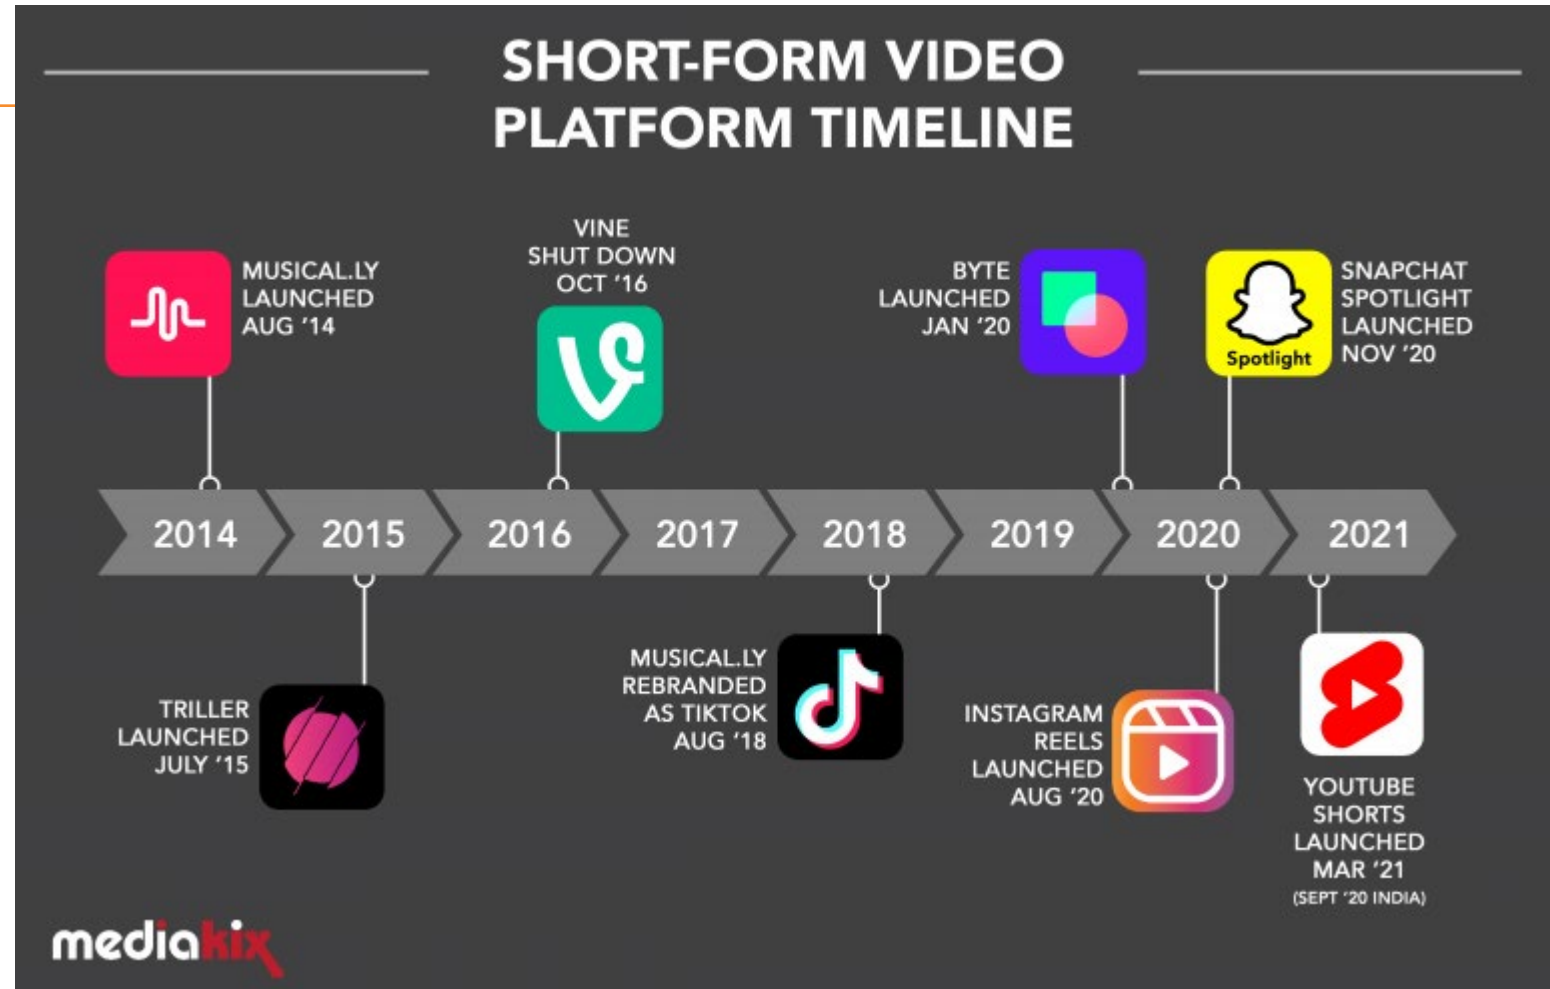 SHORT-FORM VIDEO
PLATFORM TIMELINE
MUSICAL.LY
LAUNCHED
AUG ‘14
VINE
SHUT DOWN
OCT ‘16
BYTE
LAUNCHED
JAN ‘20
Spotlight
SNAPCHAT
SPOTLIGHT
LAUNCHED
NOV ‘20
2014
2015
2016
2017
2018
2019
2020
2021
TRILLER
LAUNCHED
JULY ‘15
MUSICAL.LY
REBRANDED
AS TIKTOK
AUG ‘18
INSTAGRAM
REELS
LAUNCHED
AUG ‘20
YOUTUBE
SHORTS
LAUNCHED
MAR ‘21
(SEPT ‘20 INDIA)
mediakix